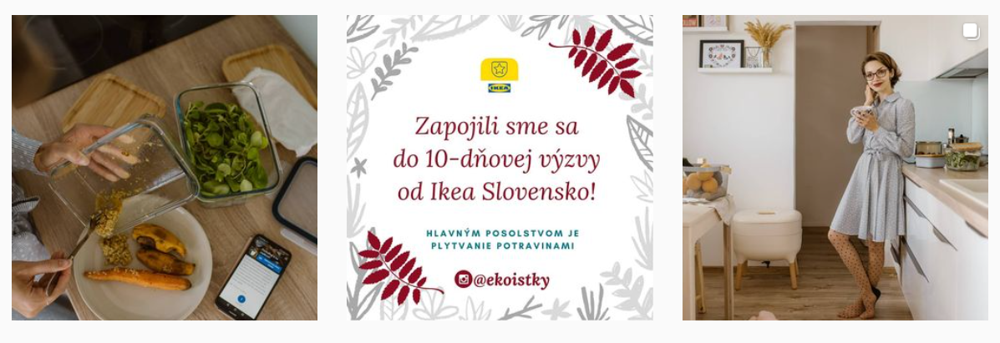 IKEA
Zapojili sme sa
do 10-dňovej výzvy
od Ikea Slovensko!
HLAVNÝM POSOLSTVOM JE
PLYTVANIE POTRAVINAMI
@ekoistky